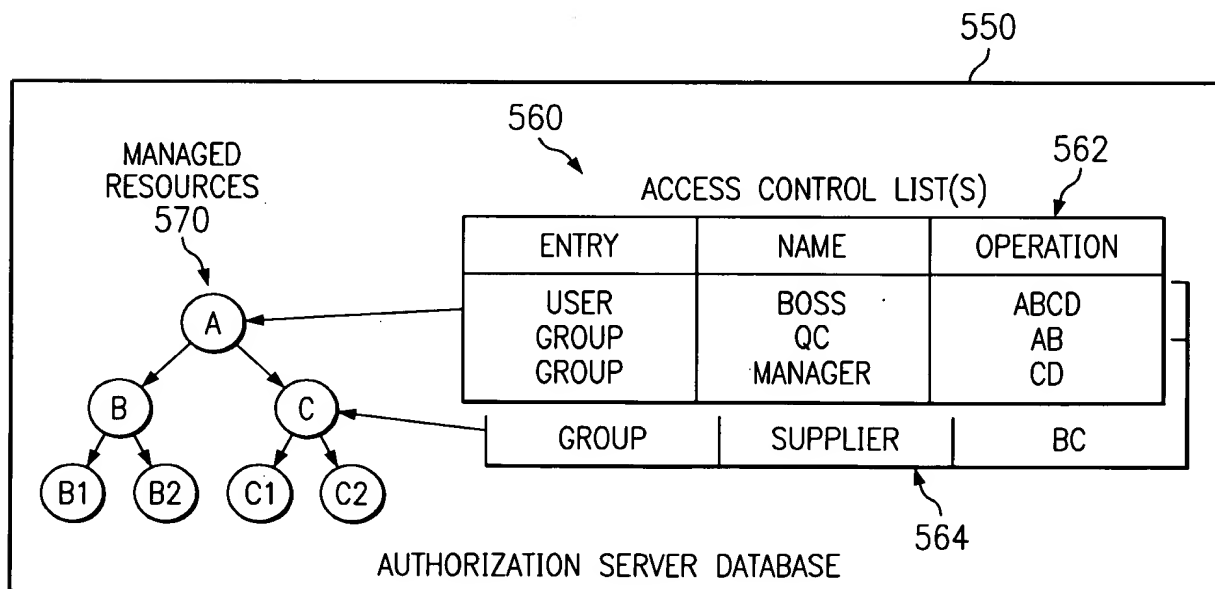 550
560
562
MANAGED
RESOURCES
570
ACCESS CONTROL LIST(S)
ENTRY NAME OPERATION
USER BOSS ABCD
GROUP QC AB
GROUP MANAGER CD
GROUP SUPPLIER BC
A
B C
B1 B2 C1 C2
564
AUTHORIZATION SERVER DATABASE